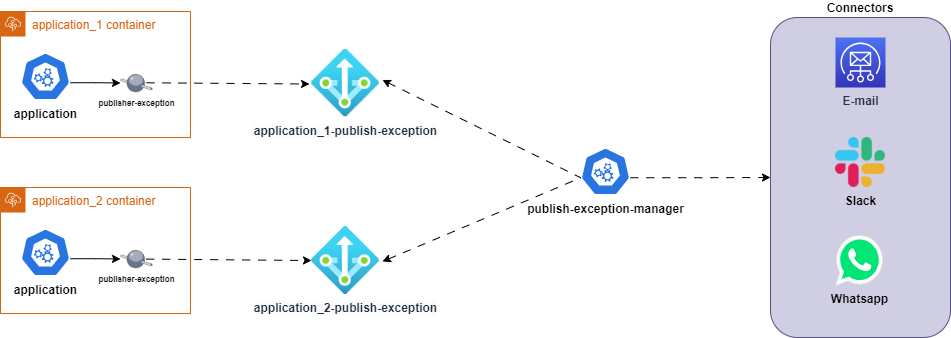 Connectors
application_1 container
application
publisher-exception
application_1-publish-exception
E-mail
publish-exception-manager
Slack
application_2 container
application
publisher-exception
application_2-publish-exception
Whatsapp